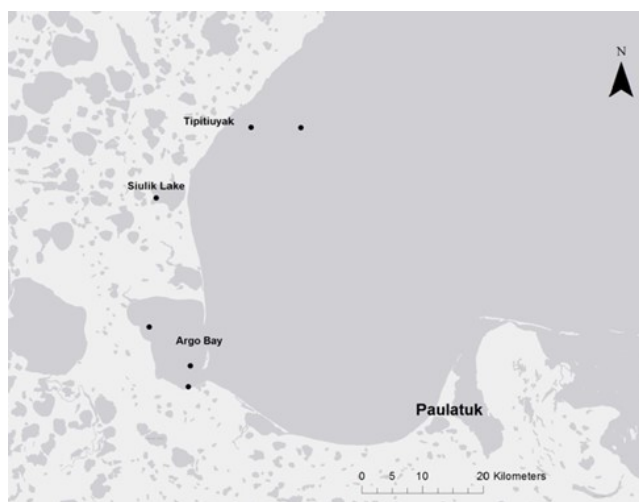 N
Tipitiuyak
Siulik Lake
Argo Bay
Paulatuk
0 5 10 20 Kilometers